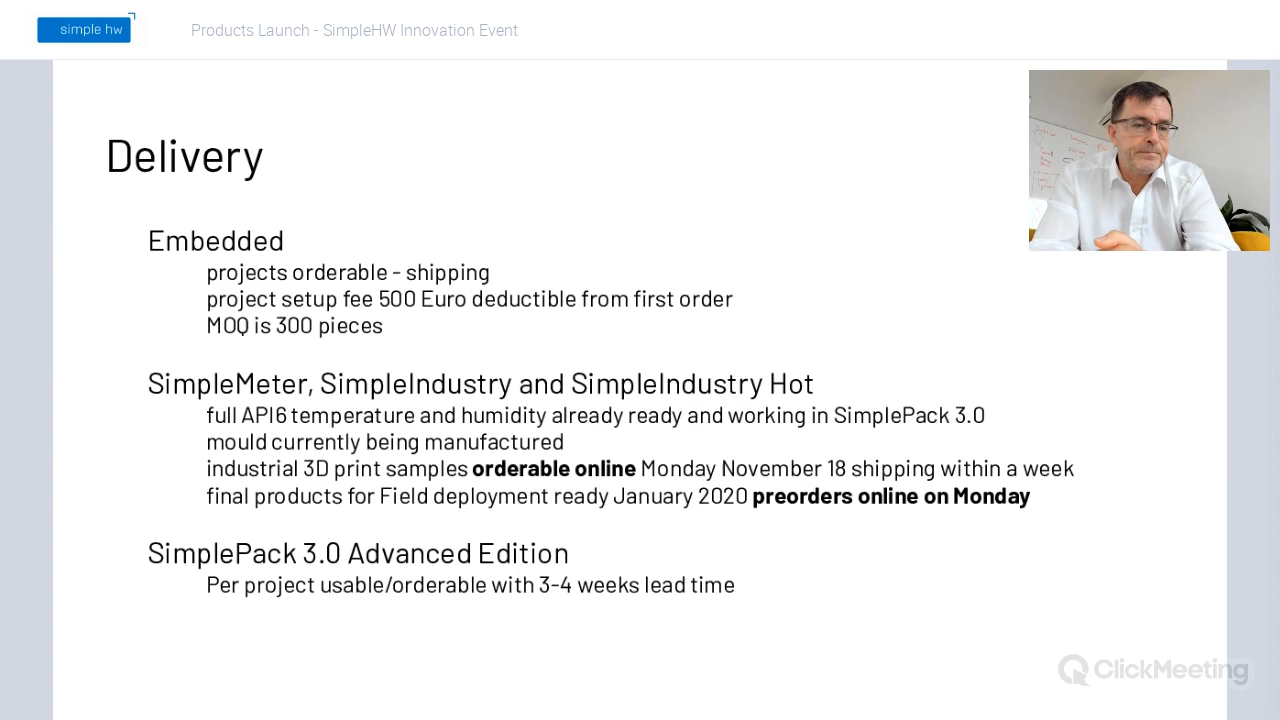 simple hw
Products Launch - SimpleHW Innovation Event
Delivery
Embedded
projects orderable - shipping
project setup fee 500 Euro deductible from first order
MOQ is 300 pieces
SimpleMeter, SimpleIndustry and SimpleIndustry Hot
full API6 temperature and humidity already ready and working in SimplePack 3.0
mould currently being manufactured
industrial 3D print samples orderable online Monday November 18 shipping within a week
final products for Field deployment ready January 2020 preorders online on Monday
SimplePack 3.0 Advanced Edition
Per project usable/orderable with 3-4 weeks lead time
ClickMeeting